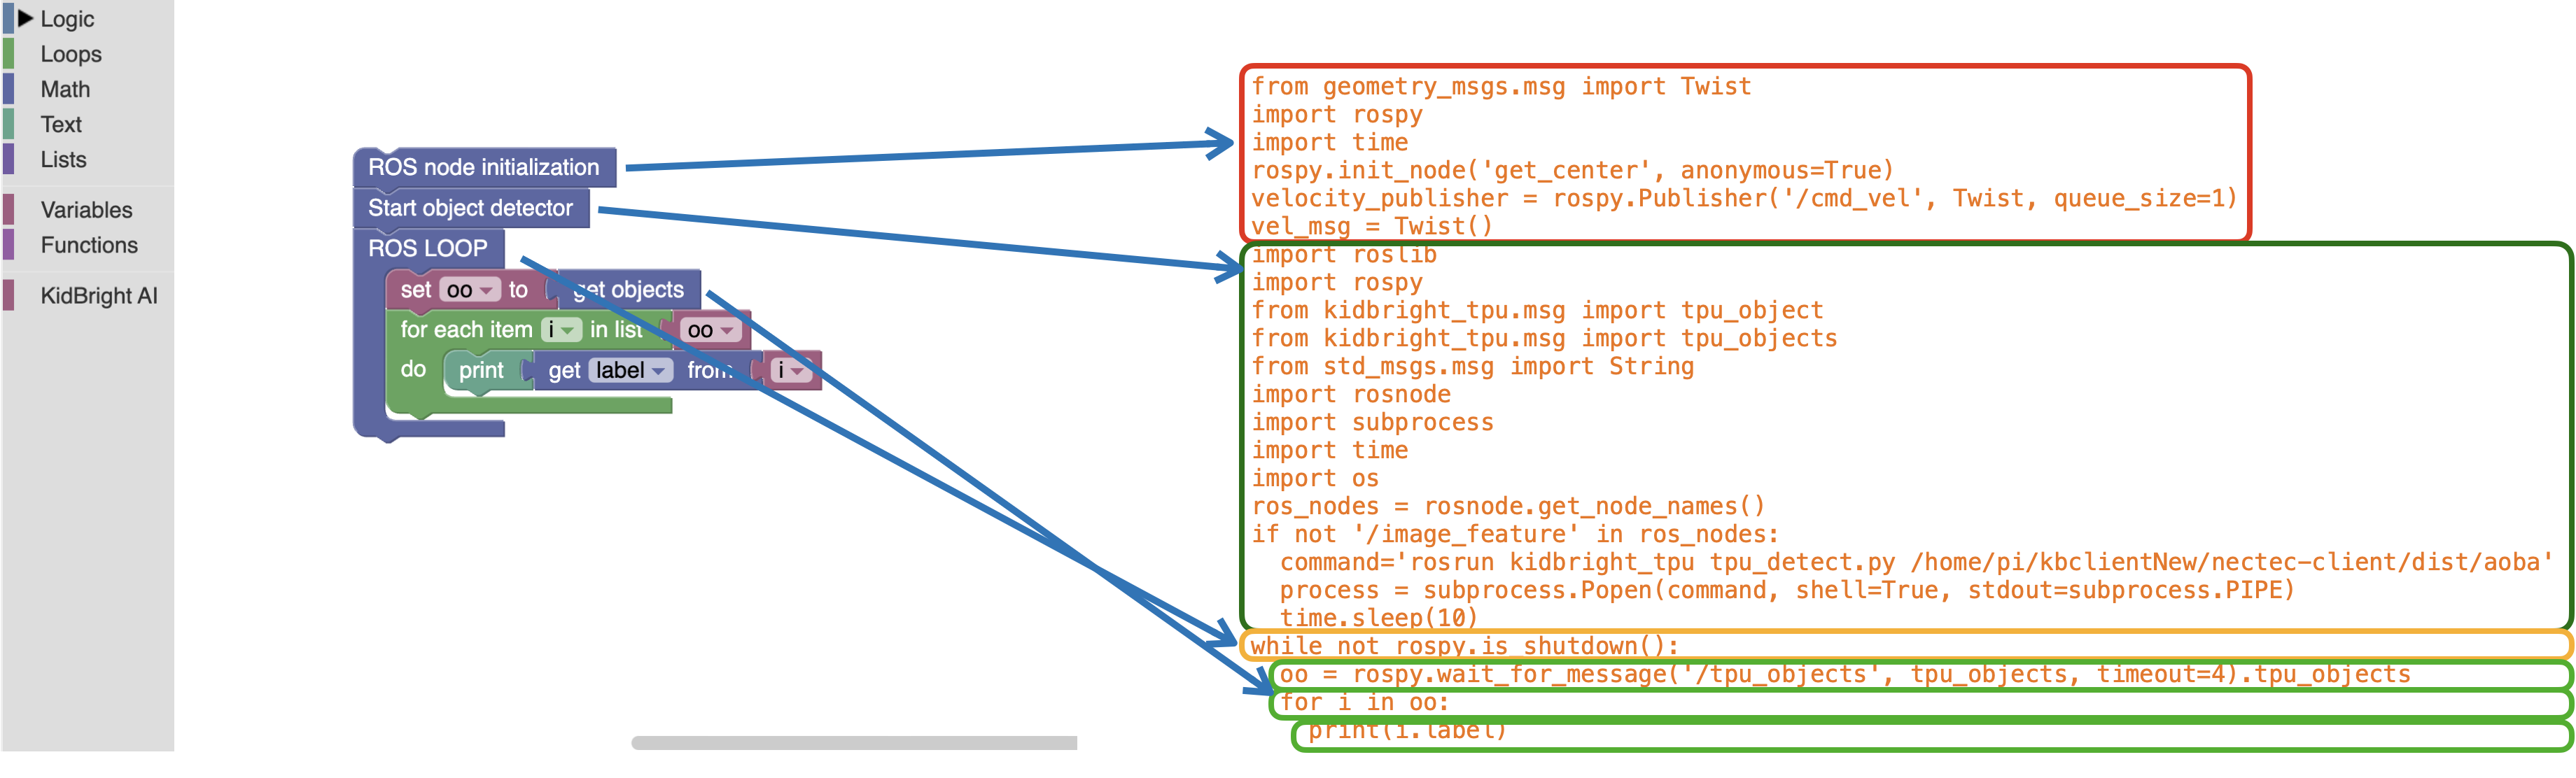 Logic
Loops
Math
Text
Lists
Variables
Functions
KidBright AI
ROS node initialization
Start object detector
ROS LOOP
set oo to get objects
for each item i in list oo
do print get label from i
from geometry_msgs.msg import Twist
import rospy
import time
rospy.init_node('get_center', anonymous=True)
velocity_publisher = rospy.Publisher('/cmd_vel', Twist, queue_size=1)
vel_msg = Twist()
import roslib
import rospy
from kidbright_tpu.msg import tpu_object
from kidbright_tpu.msg import tpu_objects
from std_msgs.msg import String
import rosnode
import subprocess
import time
import os
ros_nodes = rosnode.get_node_names()
if not '/image_feature' in ros_nodes:
  command='rosrun kidbright_tpu tpu_detect.py /home/pi/kbclientNew/nectec-client/dist/aoba'
  process = subprocess.Popen(command, shell=True, stdout=subprocess.PIPE)
  time.sleep(10)
while not rospy.is_shutdown():
  oo = rospy.wait_for_message('/tpu_objects', tpu_objects, timeout=4).tpu_objects
  for i in oo:
    print(i.label)